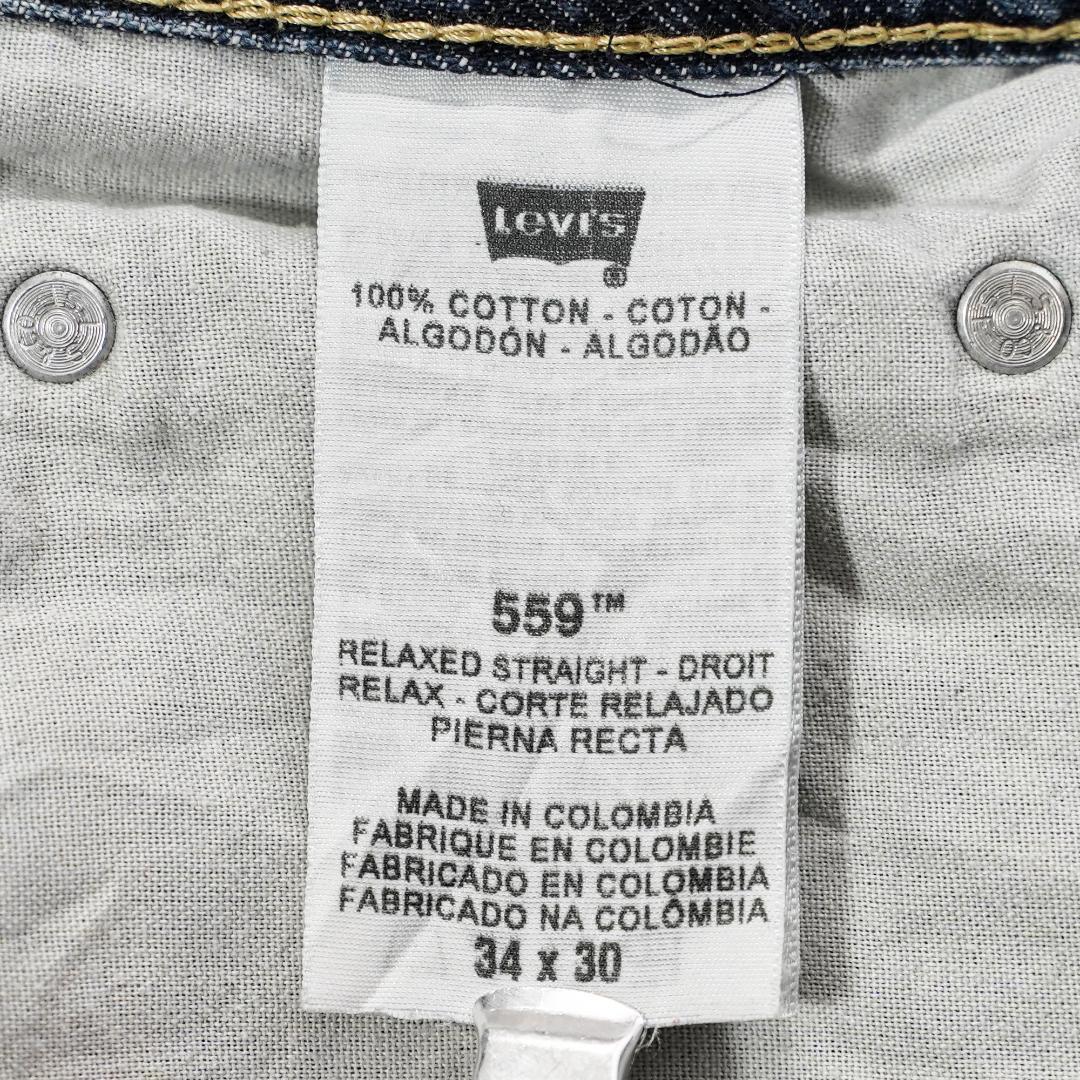 Levi's
®
100% COTTON - COTON -
ALGODÓN - ALGODÃO
559™
RELAXED STRAIGHT - DROIT
RELAX - CORTE RELAJADO
PIERNA RECTA
MADE IN COLOMBIA
FABRIQUE EN COLOMBIE
FABRICADO EN COLOMBIA
FABRICADO NA COLÔMBIA
34 x 30